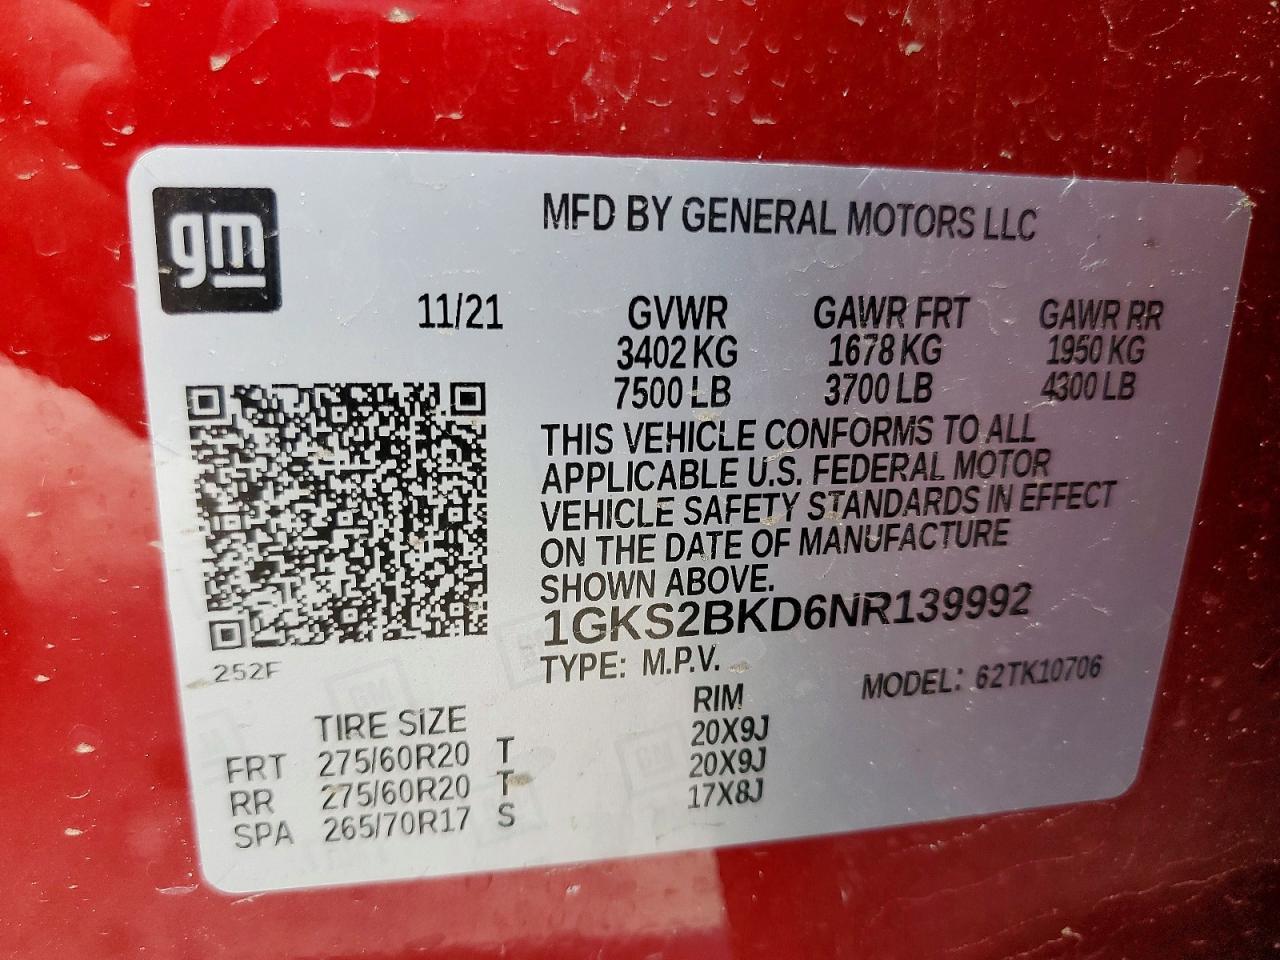 gm
MFD BY GENERAL MOTORS LLC
11/21 GVWR GAWR FRT GAWR RR
3402 KG 1678 KG 1950 KG
7500 LB 3700 LB 4300 LB
THIS VEHICLE CONFORMS TO ALL
APPLICABLE U.S. FEDERAL MOTOR
VEHICLE SAFETY STANDARDS IN EFFECT
ON THE DATE OF MANUFACTURE
SHOWN ABOVE.
1GKS2BKD6NR139992
252F
TYPE: M.P.V. MODEL: 62TK10706
TIRE SIZE RIM
FRT 275/60R20 T 20X9J
RR 275/60R20 T 20X9J
SPA 265/70R17 S 17X8J
GM
GM